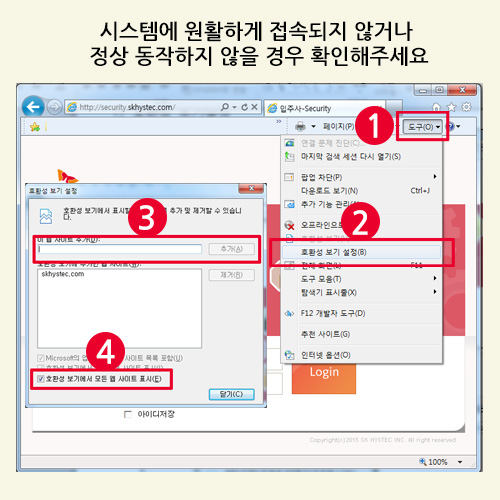 시스템에 원활하게 접속되지 않거나
정상 동작하지 않을 경우 확인해주세요
http://security.skhystec.com/
입주사-Security
페이지(P)
1
도구(O)
연결 문제 진단(C)...
마지막 검색 세션 다시 열기(S)
팝업 차단(P)
다운로드 보기(N) Ctrl+J
추가 기능 관리(A)
오프라인으로
2
호환성 보기 설정(B)
전체 화면(L) F11
도구 모음(T)
탐색기 표시줄(X)
F12 개발자 도구(D)
추천 사이트(G)
인터넷 옵션(O)
호환성 보기 설정
호환성 보기에서 표시할
추가 및 제거할 수 있습니
다.
3
이 웹 사이트 추가(D):
추가(A)
호환성 보기에 추가한 웹 사이트(W):
skhystec.com
제거(R)
4
Microsoft의 업
사이트 목록 포함(U)
사이트 표시(I)
호환성 보기에서 모든 웹 사이트 표시(E)
닫기(C)
Login
아이디저장
Copyright(c)2015 SK HYSTEC INC. All right reserved.
100%